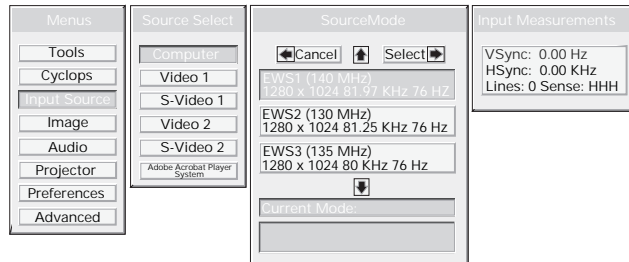 Menus
Tools
Cyclops
Input Source
Image
Audio
Projector
Preferences
Advanced
Source Select
Computer
Video 1
S-Video 1
Video 2
S-Video 2
Adobe Acrobat Player
System
SourceMode
Cancel
Select
EWS1 (140 MHz)
1280 x 1024 81.97 KHz 76 HZ
EWS2 (130 MHz)
1280 x 1024 81.25 KHz 76 Hz
EWS3 (135 MHz)
1280 x 1024 80 KHz 76 Hz
Current Mode:
Input Measurements
VSync: 0.00 Hz
HSync: 0.00 KHz
Lines: 0 Sense: HHH